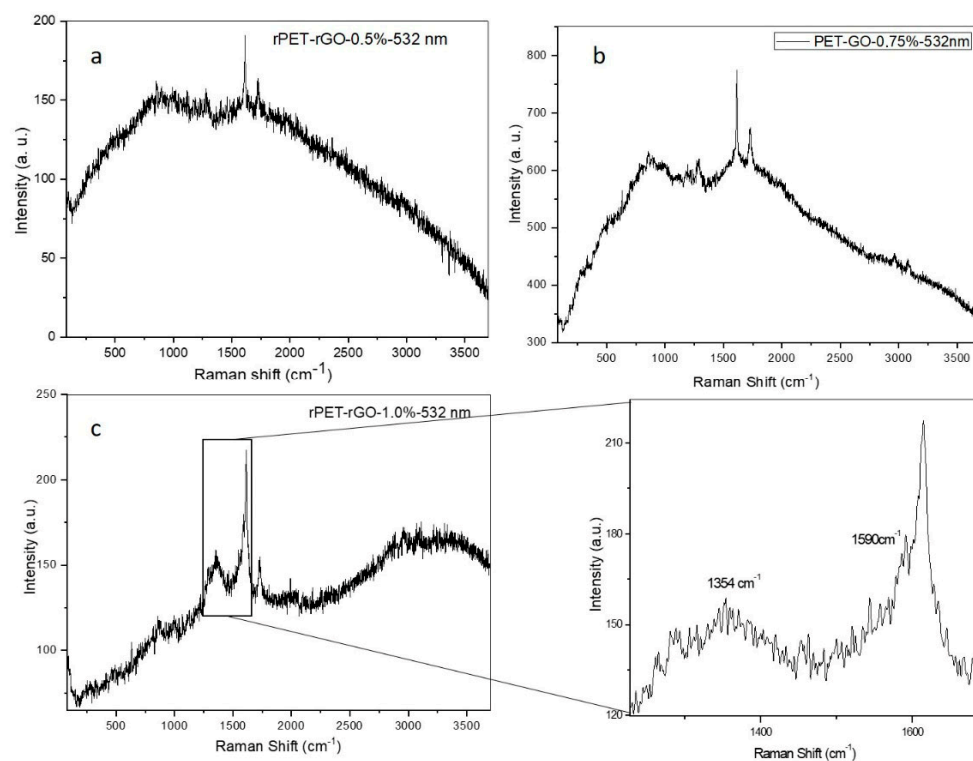 a
rPET-rGO-0.5%-532 nm
200
150
100
50
0
Intensity (a. u.)
500 1000 1500 2000 2500 3000 3500
Raman shift (cm⁻¹)
b
PET-GO-0.75%-532nm
800
700
600
500
400
300
Intensity (a.u.)
500 1000 1500 2000 2500 3000 3500
Raman Shift (cm⁻¹)
c
rPET-rGO-1.0%-532 nm
250
200
150
100
Intensity (a.u.)
500 1000 1500 2000 2500 3000 3500
Raman Shift (cm⁻¹)
210
180
150
120
Intensity (a.u.)
1590cm⁻¹
1354 cm⁻¹
1400 1600
Raman Shift (cm⁻¹)